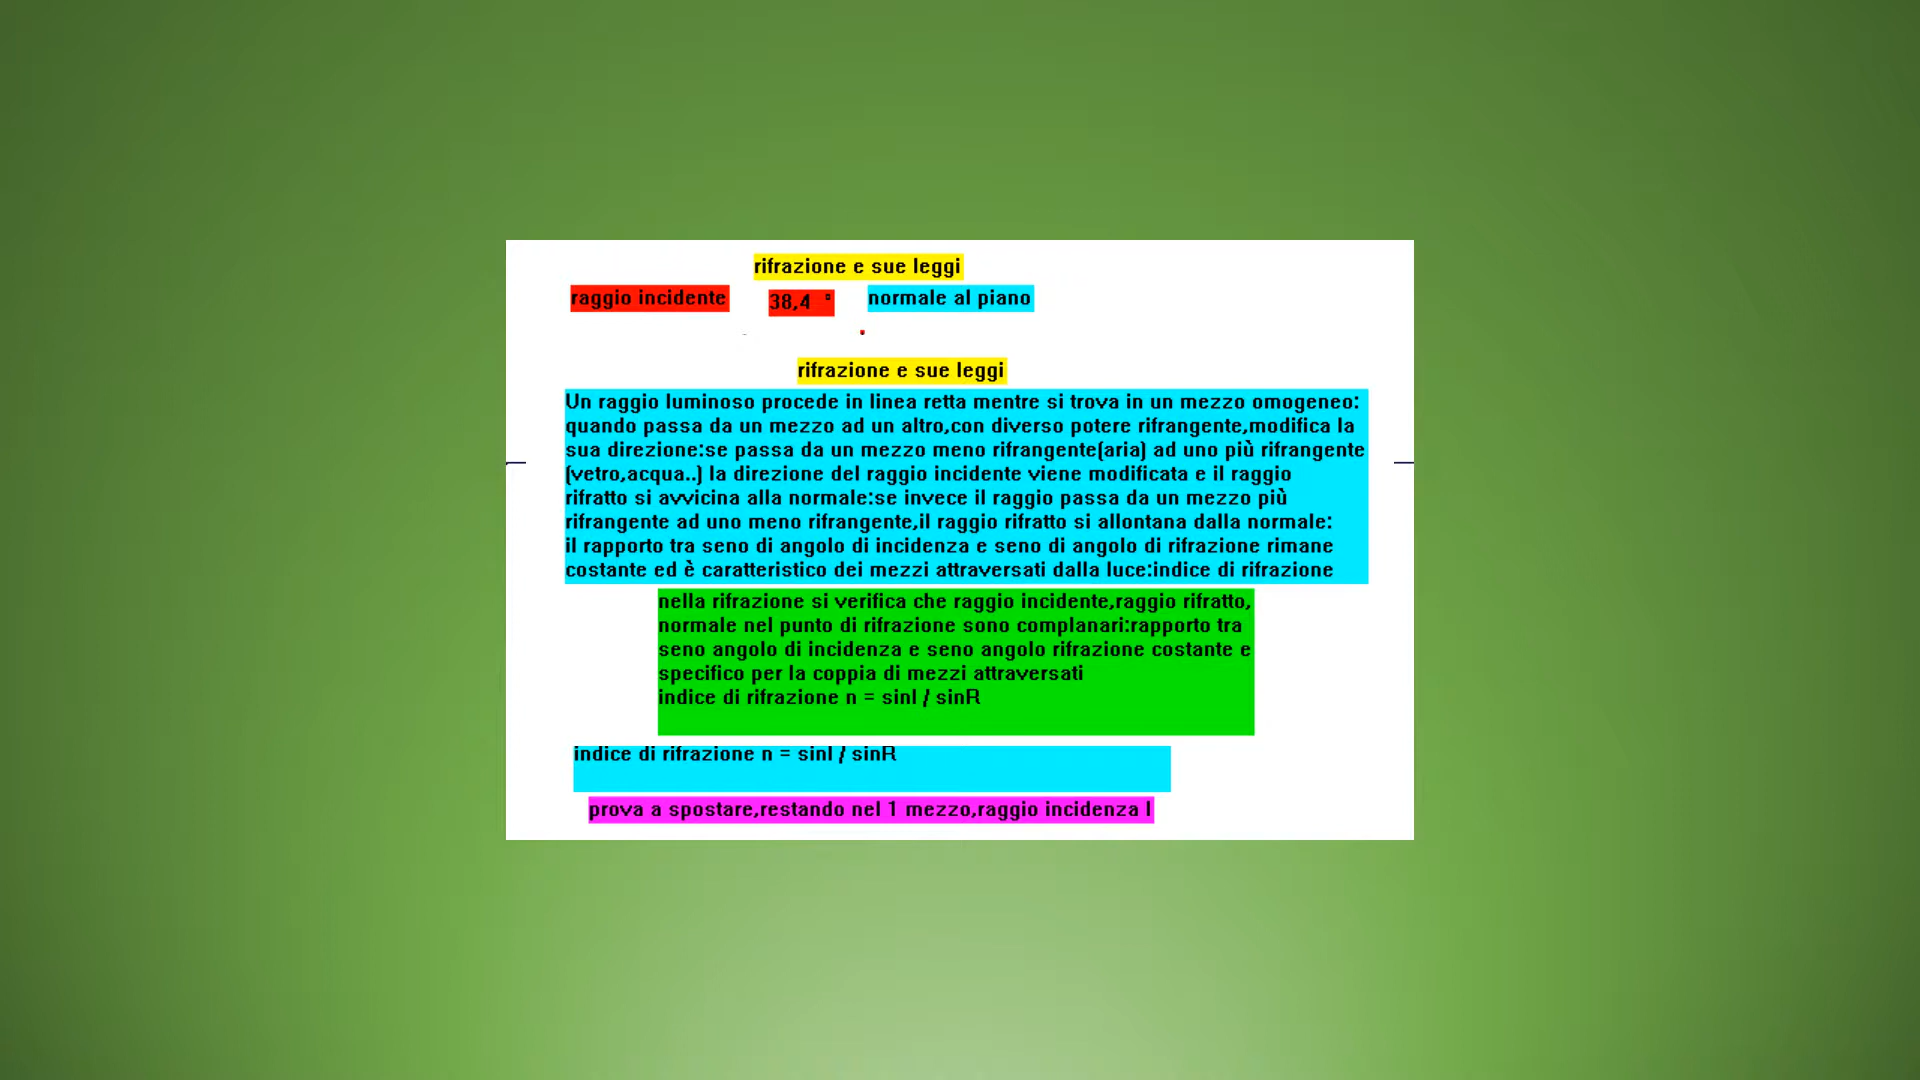 rifrazione e sue leggi
raggio incidente 38,4 ° normale al piano
rifrazione e sue leggi
Un raggio luminoso procede in linea retta mentre si trova in un mezzo omogeneo:
quando passa da un mezzo ad un altro,con diverso potere rifrangente,modifica la
sua direzione:se passa da un mezzo meno rifrangente(aria) ad uno più rifrangente
(vetro,acqua..) la direzione del raggio incidente viene modificata e il raggio
rifratto si avvicina alla normale:se invece il raggio passa da un mezzo più
rifrangente ad uno meno rifrangente,il raggio rifratto si allontana dalla normale:
il rapporto tra seno di angolo di incidenza e seno di angolo di rifrazione rimane
costante ed è caratteristico dei mezzi attraversati dalla luce:indice di rifrazione
nella rifrazione si verifica che raggio incidente,raggio rifratto,
normale nel punto di rifrazione sono complanari:rapporto tra
seno angolo di incidenza e seno angolo rifrazione costante e
specifico per la coppia di mezzi attraversati
indice di rifrazione n = sinI / sinR
indice di rifrazione n = sinI / sinR
prova a spostare,restando nel 1 mezzo,raggio incidenza I